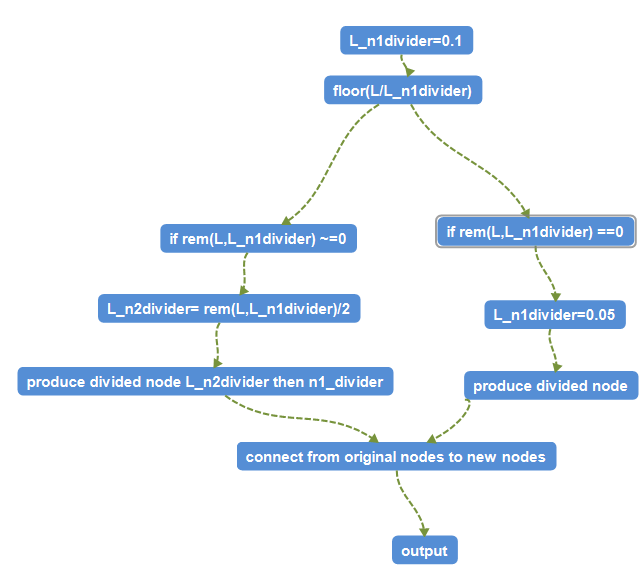 L_n1divider=0.1
floor(L/L_n1divider)
if rem(L,L_n1divider) ~=0
if rem(L,L_n1divider) ==0
L_n2divider= rem(L,L_n1divider)/2
L_n1divider=0.05
produce divided node L_n2divider then n1_divider
produce divided node
connect from original nodes to new nodes
output